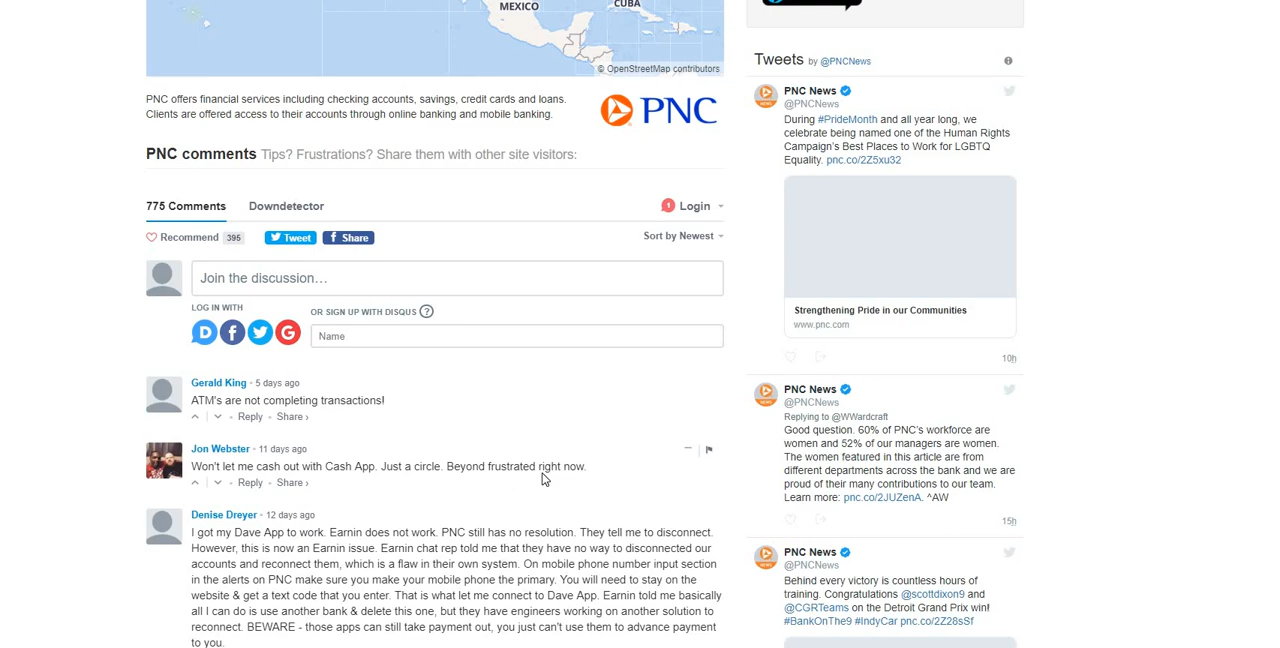 MEXICO
CUBA
© OpenStreetMap contributors
PNC offers financial services including checking accounts, savings, credit cards and loans.
Clients are offered access to their accounts through online banking and mobile banking.
PNC
PNC comments Tips? Frustrations? Share them with other site visitors:
775 Comments Downdetector 1 Login
Recommend 395 Tweet f Share Sort by Newest
Join the discussion…
LOG IN WITH OR SIGN UP WITH DISQUS ?
D f G Name
Gerald King • 5 days ago
ATM's are not completing transactions!
Reply • Share ›
Jon Webster • 11 days ago
Won't let me cash out with Cash App. Just a circle. Beyond frustrated right now.
Reply • Share ›
Denise Dreyer • 12 days ago
I got my Dave App to work. Earnin does not work. PNC still has no resolution. They tell me to disconnect.
However, this is now an Earnin issue. Earnin chat rep told me that they have no way to disconnected our
accounts and reconnect them, which is a flaw in their own system. On mobile phone number input section
in the alerts on PNC make sure you make your mobile phone the primary. You will need to stay on the
website & get a text code that you enter. That is what let me connect to Dave App. Earnin told me basically
all I can do is use another bank & delete this one, but they have engineers working on another solution to
reconnect. BEWARE - those apps can still take payment out, you just can't use them to advance payment
to you.
Tweets by @PNCNews
PNC News
@PNCNews
During #PrideMonth and all year long, we
celebrate being named one of the Human Rights
Campaign's Best Places to Work for LGBTQ
Equality. pnc.co/2Z5xu32
Strengthening Pride in our Communities
www.pnc.com
10h
PNC News
@PNCNews
Replying to @WWardcraft
Good question. 60% of PNC's workforce are
women and 52% of our managers are women.
The women featured in this article are from
different departments across the bank and we are
proud of their many contributions to our team.
Learn more: pnc.co/2JUZenA. ^AW
15h
PNC News
@PNCNews
Behind every victory is countless hours of
training. Congratulations @scottdixon9 and
@CGRTeams on the Detroit Grand Prix win!
#BankOnThe9 #IndyCar pnc.co/2Z28sSf